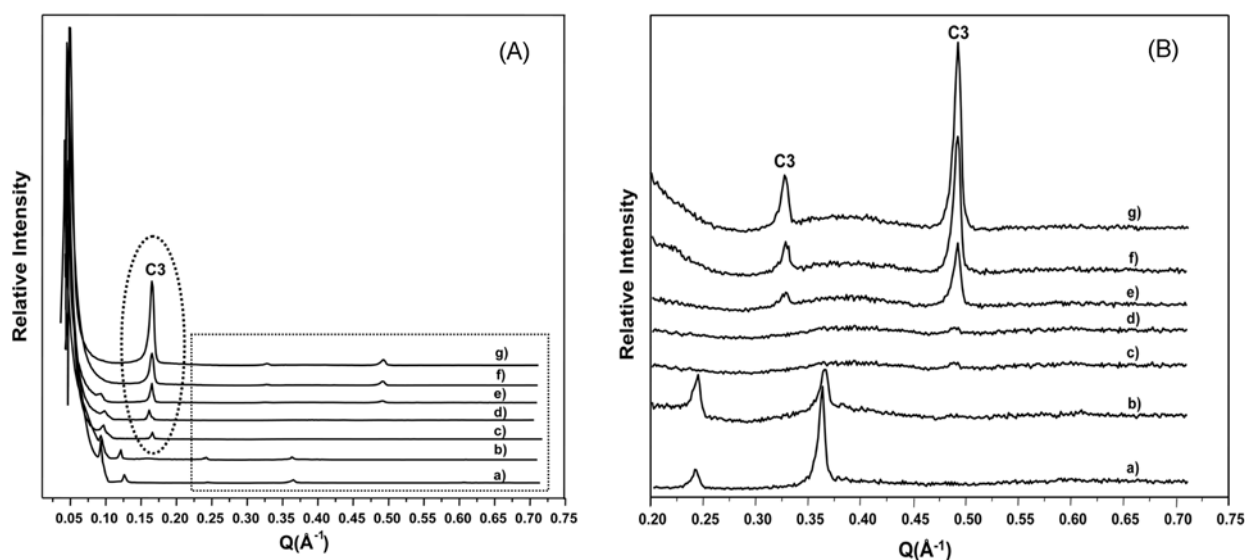 (A)
Relative Intensity
C3
g)
f)
e)
d)
c)
b)
a)
0.05 0.10 0.15 0.20 0.25 0.30 0.35 0.40 0.45 0.50 0.55 0.60 0.65 0.70 0.75
Q(Å⁻¹)
(B)
Relative Intensity
C3
C3
g)
f)
e)
d)
c)
b)
a)
0.20 0.25 0.30 0.35 0.40 0.45 0.50 0.55 0.60 0.65 0.70 0.75
Q(Å⁻¹)